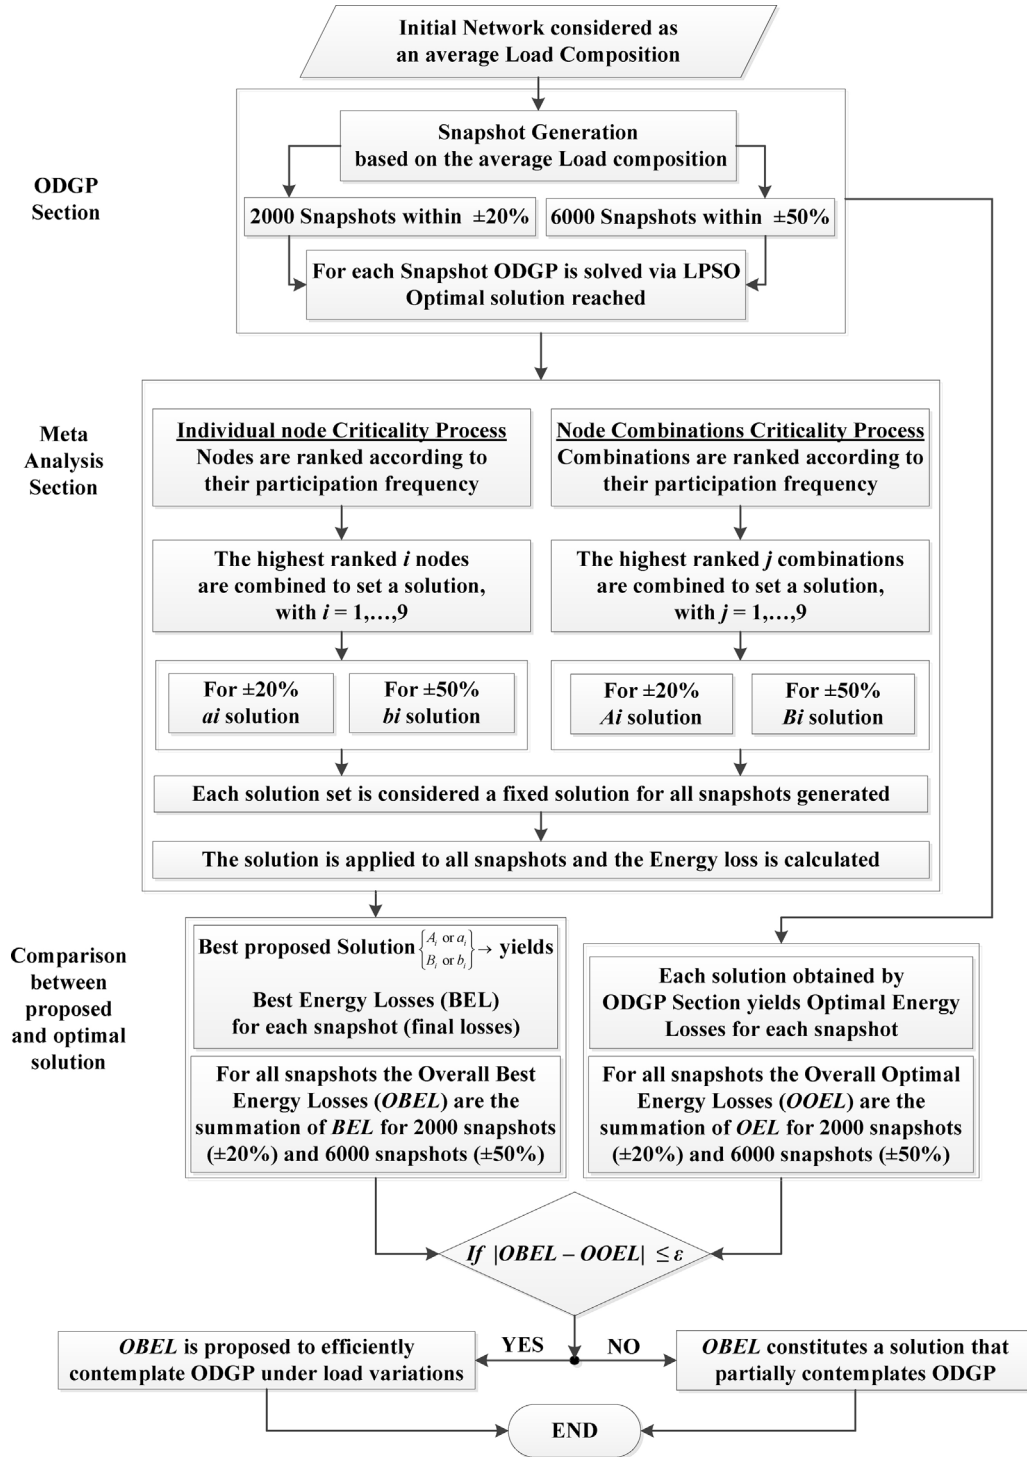 Initial Network considered as
an average Load Composition
ODGP
Section
Snapshot Generation
based on the average Load composition
2000 Snapshots within ±20%
6000 Snapshots within ±50%
For each Snapshot ODGP is solved via LPSO
Optimal solution reached
Meta
Analysis
Section
Individual node Criticality Process
Nodes are ranked according to
their participation frequency
Node Combinations Criticality Process
Combinations are ranked according to
their participation frequency
The highest ranked i nodes
are combined to set a solution,
with i = 1,…,9
The highest ranked j combinations
are combined to set a solution,
with j = 1,…,9
For ±20%
ai solution
For ±50%
bi solution
For ±20%
Ai solution
For ±50%
Bi solution
Each solution set is considered a fixed solution for all snapshots generated
The solution is applied to all snapshots and the Energy loss is calculated
Comparison
between
proposed
and optimal
solution
Best proposed Solution {A_i or a_i / B_i or b_i} → yields
Best Energy Losses (BEL)
for each snapshot (final losses)
For all snapshots the Overall Best
Energy Losses (OBEL) are the
summation of BEL for 2000 snapshots
(±20%) and 6000 snapshots (±50%)
Each solution obtained by
ODGP Section yields Optimal Energy
Losses for each snapshot
For all snapshots the Overall Optimal
Energy Losses (OOEL) are the
summation of OEL for 2000 snapshots
(±20%) and 6000 snapshots (±50%)
If |OBEL – OOEL| ≤ ε
YES
NO
OBEL is proposed to efficiently
contemplate ODGP under load variations
OBEL constitutes a solution that
partially contemplates ODGP
END